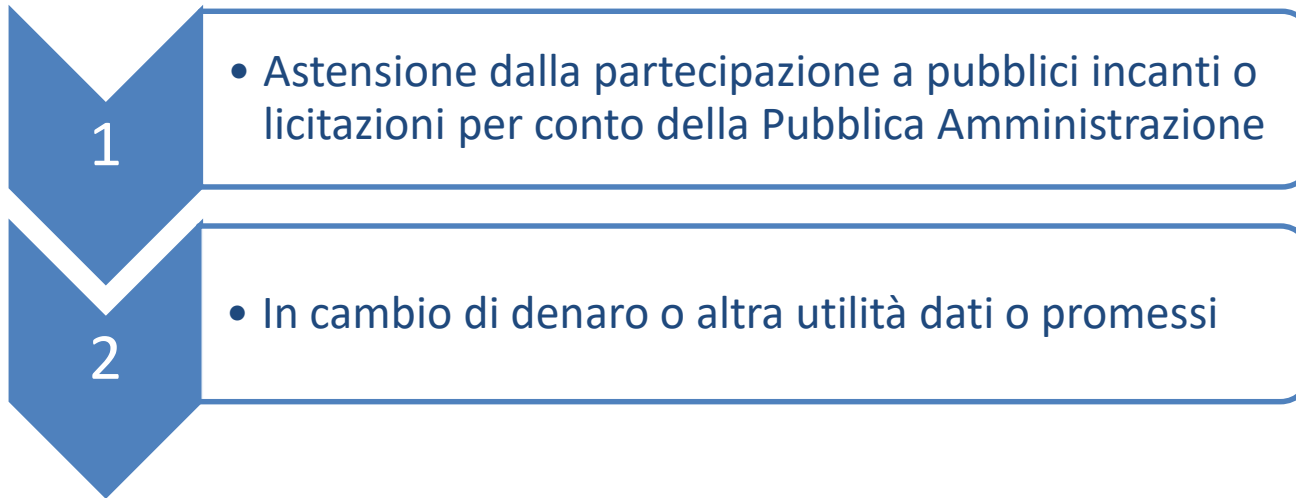 1
• Astensione dalla partecipazione a pubblici incanti o
licitazioni per conto della Pubblica Amministrazione
2
• In cambio di denaro o altra utilità dati o promessi